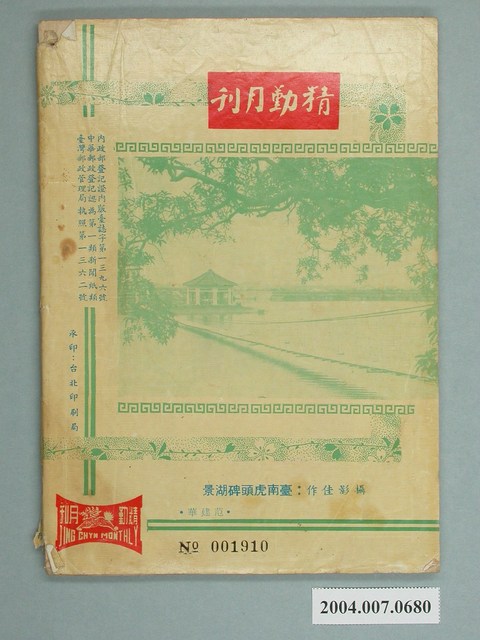 精勤月刊
內政部登記證內版臺誌字第一三九六號
中華郵政登記認為第一類新聞紙類
臺灣郵政管理局執照第一三六二號
承印：台北印刷局
攝影佳作：臺南虎頭碑湖景
•范建華•
精勤月刊
JING CHYN MONTHLY
№ 001910
2004.007.0680